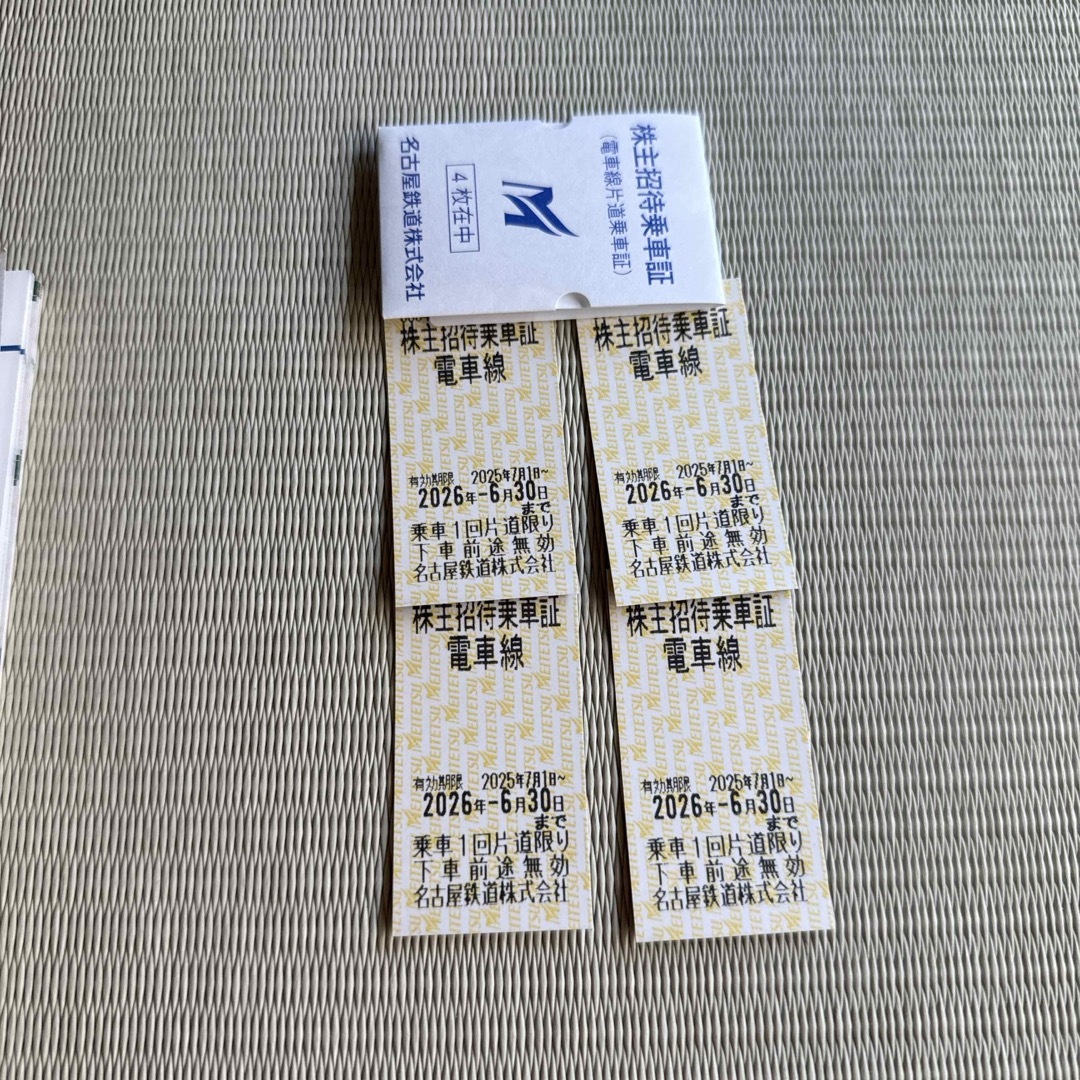 株主招待乗車証
(電車線片道乗車証)
4枚在中
名古屋鉄道株式会社
株主招待乗車証
電車線
有効期限 2025年7月1日~
2026年-6月30日
まで
乗車1回片道限り
下車前途無効
名古屋鉄道株式会社
株主招待乗車証
電車線
有効期限 2025年7月1日~
2026年-6月30日
まで
乗車1回片道限り
下車前途無効
名古屋鉄道株式会社
株主招待乗車証
電車線
有効期限 2025年7月1日~
2026年-6月30日
まで
乗車1回片道限り
下車前途無効
名古屋鉄道株式会社
株主招待乗車証
電車線
有効期限 2025年7月1日~
2026年-6月30日
まで
乗車1回片道限り
下車前途無効
名古屋鉄道株式会社